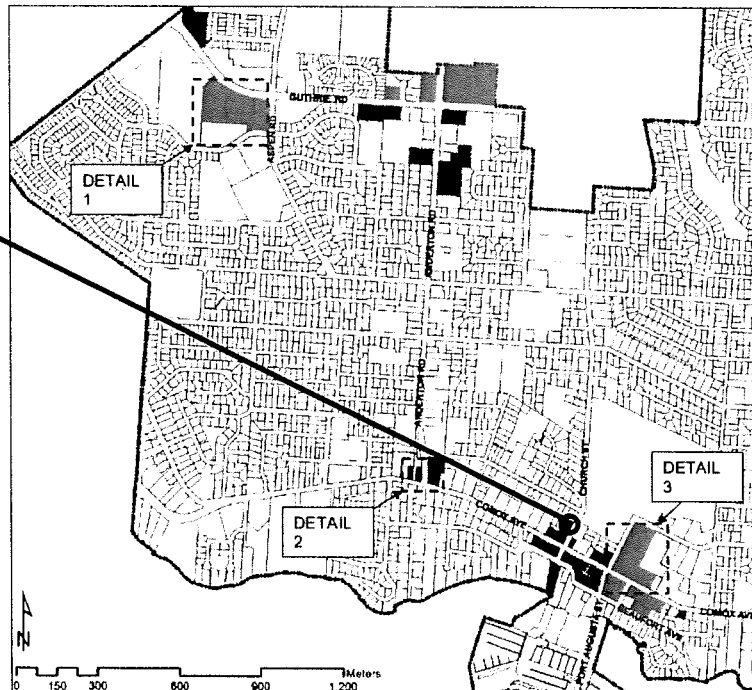 GUTHRIE RD
ASPEN RD
DETAIL
1
ANDERTON RD
ANDERTON RD
CHURCH ST
DETAIL
3
DETAIL
2
COMOX AVE
COMOX AVE
BEAUFORT AVE
PORT AUGUSTA ST
N
Meters
0 150 300 600 900 1,200